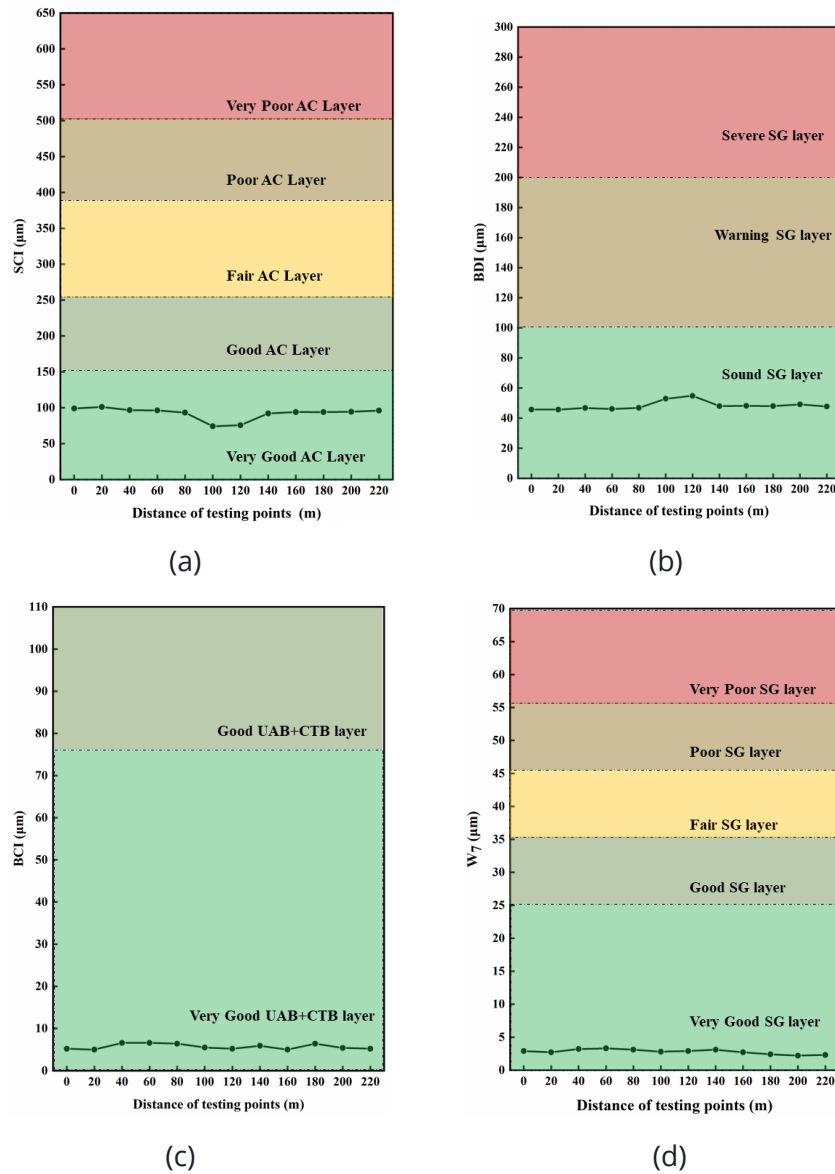 650
600
550
500
450
400
350
300
250
200
150
100
50
0
SCI (µm)
Very Poor AC Layer
Poor AC Layer
Fair AC Layer
Good AC Layer
Very Good AC Layer
0 20 40 60 80 100 120 140 160 180 200 220
Distance of testing points (m)
(a)
300
280
260
240
220
200
180
160
140
120
100
80
60
40
20
0
BDI (µm)
Severe SG layer
Warning SG layer
Sound SG layer
0 20 40 60 80 100 120 140 160 180 200 220
Distance of testing points (m)
(b)
110
100
90
80
70
60
50
40
30
20
10
0
BCI (µm)
Good UAB+CTB layer
Very Good UAB+CTB layer
0 20 40 60 80 100 120 140 160 180 200 220
Distance of testing points (m)
(c)
70
65
60
55
50
45
40
35
30
25
20
15
10
5
0
W7 (µm)
Very Poor SG layer
Poor SG layer
Fair SG layer
Good SG layer
Very Good SG layer
0 20 40 60 80 100 120 140 160 180 200 220
Distance of testing points (m)
(d)